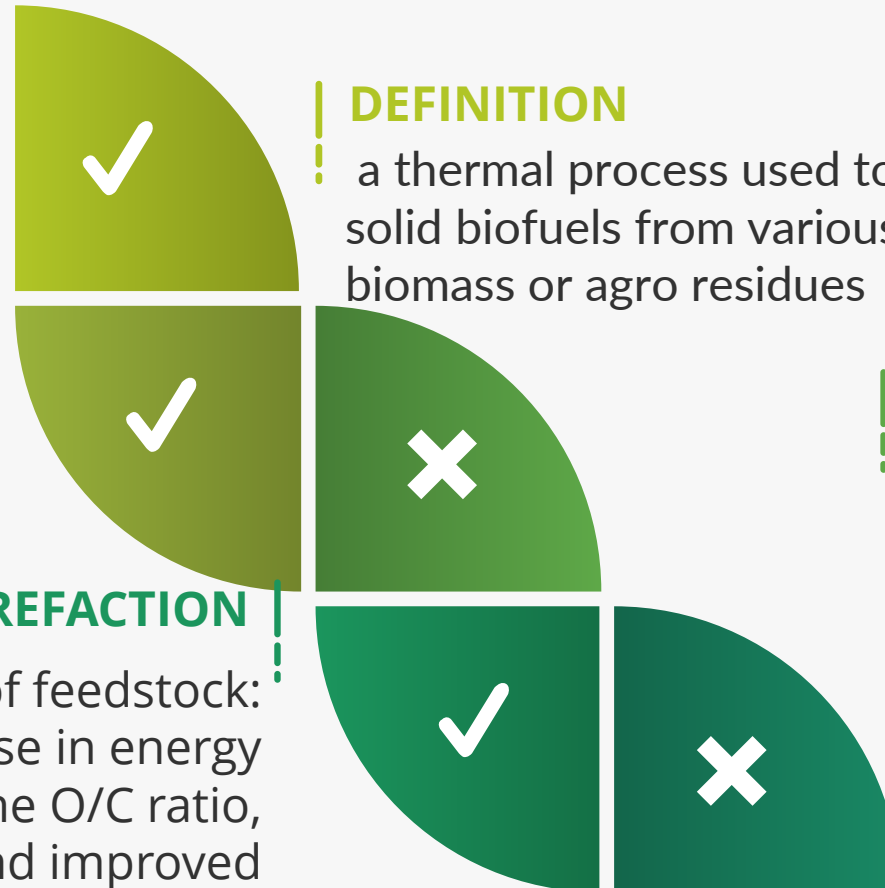 DEFINITION
a thermal process used to
solid biofuels from various
biomass or agro residues
REFACTION
of feedstock:
se in energy
he O/C ratio,
nd improved